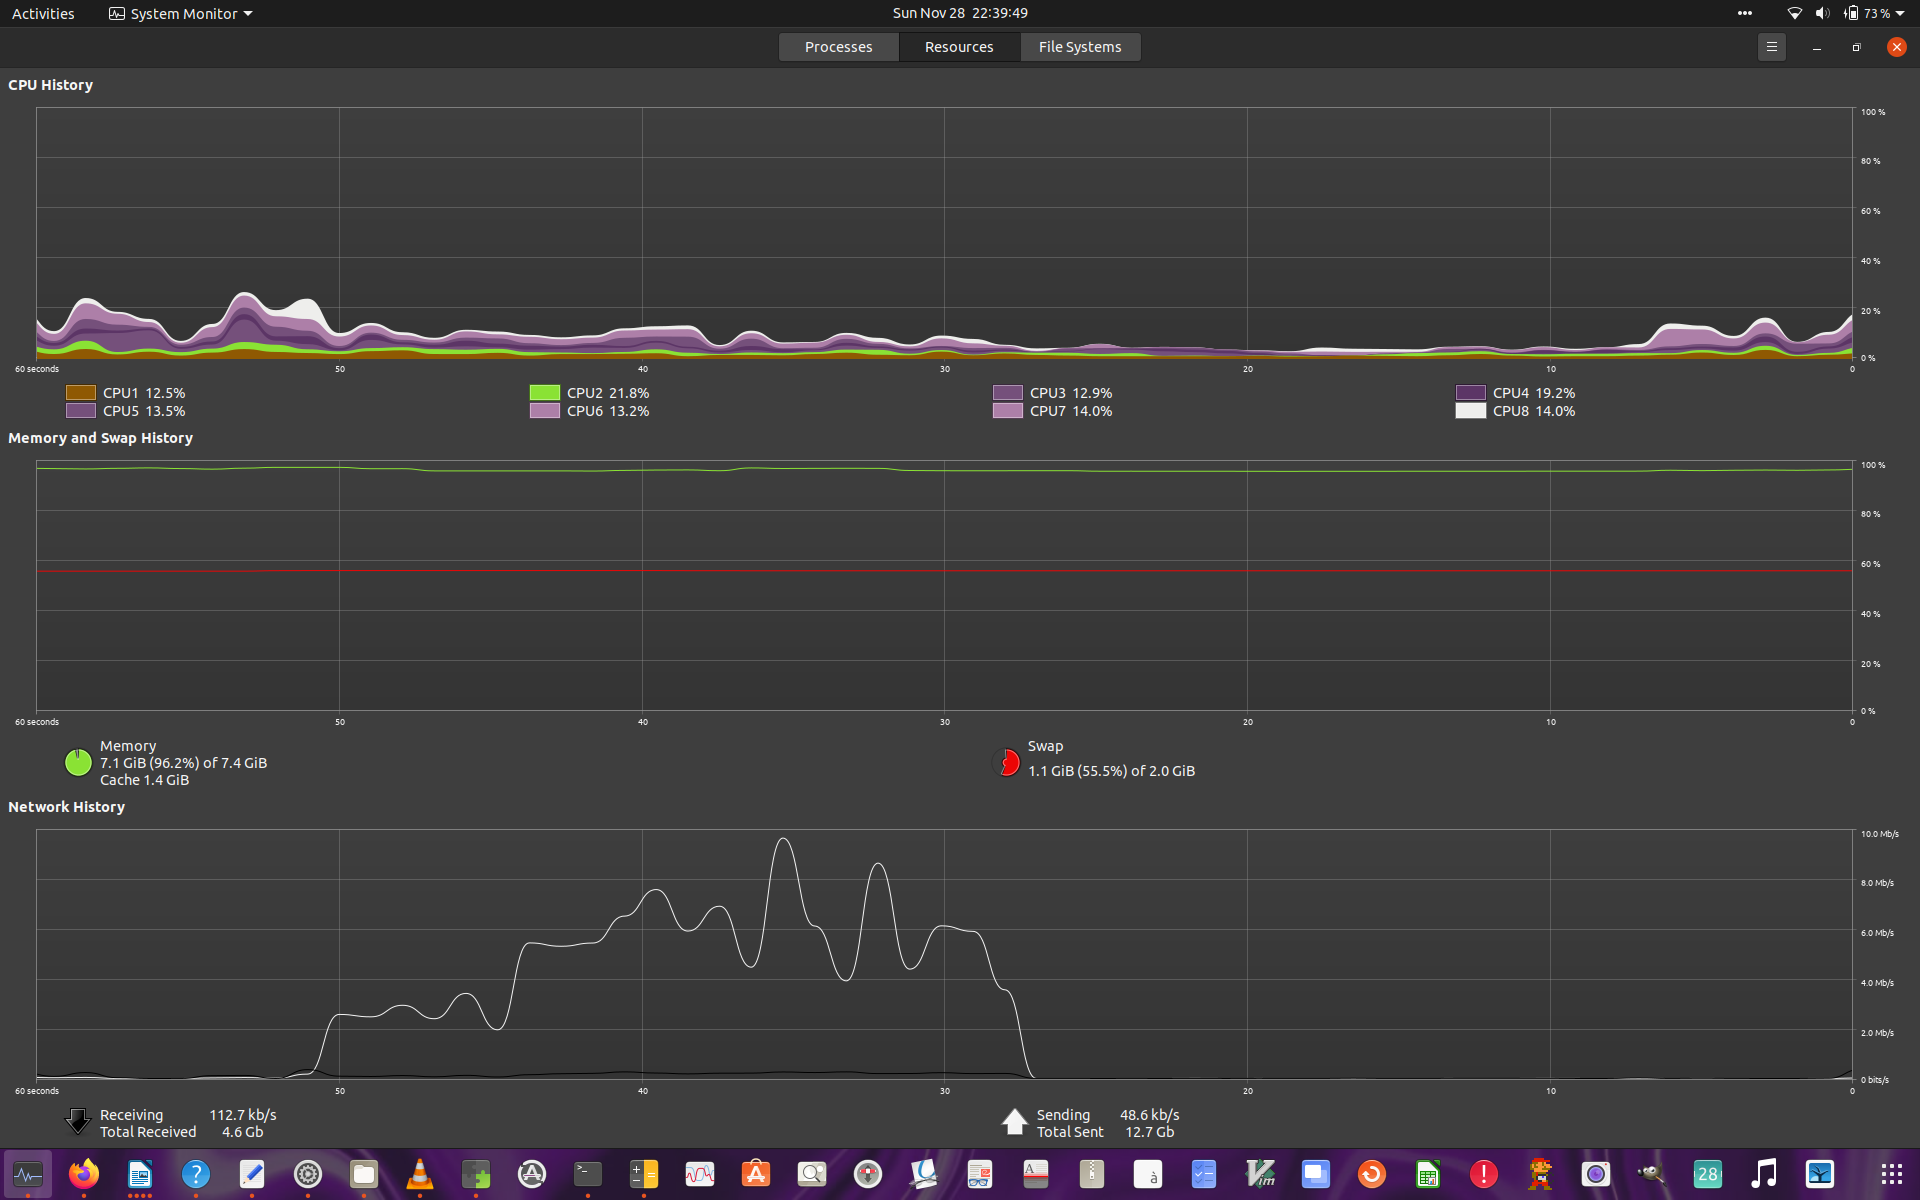 Activities System Monitor Sun Nov 28 22:39:49 73 %
Processes Resources File Systems
CPU History
100 %
80 %
60 %
40 %
20 %
0 %
60 seconds 50 40 30 20 10 0
CPU1 12.5% CPU2 21.8% CPU3 12.9% CPU4 19.2%
CPU5 13.5% CPU6 13.2% CPU7 14.0% CPU8 14.0%
Memory and Swap History
100 %
80 %
60 %
40 %
20 %
0 %
60 seconds 50 40 30 20 10 0
Memory
7.1 GiB (96.2%) of 7.4 GiB
Cache 1.4 GiB
Swap
1.1 GiB (55.5%) of 2.0 GiB
Network History
10.0 Mb/s
8.0 Mb/s
6.0 Mb/s
4.0 Mb/s
2.0 Mb/s
0 bits/s
60 seconds 50 40 30 20 10 0
Receiving 112.7 kb/s
Total Received 4.6 Gb
Sending 48.6 kb/s
Total Sent 12.7 Gb
28